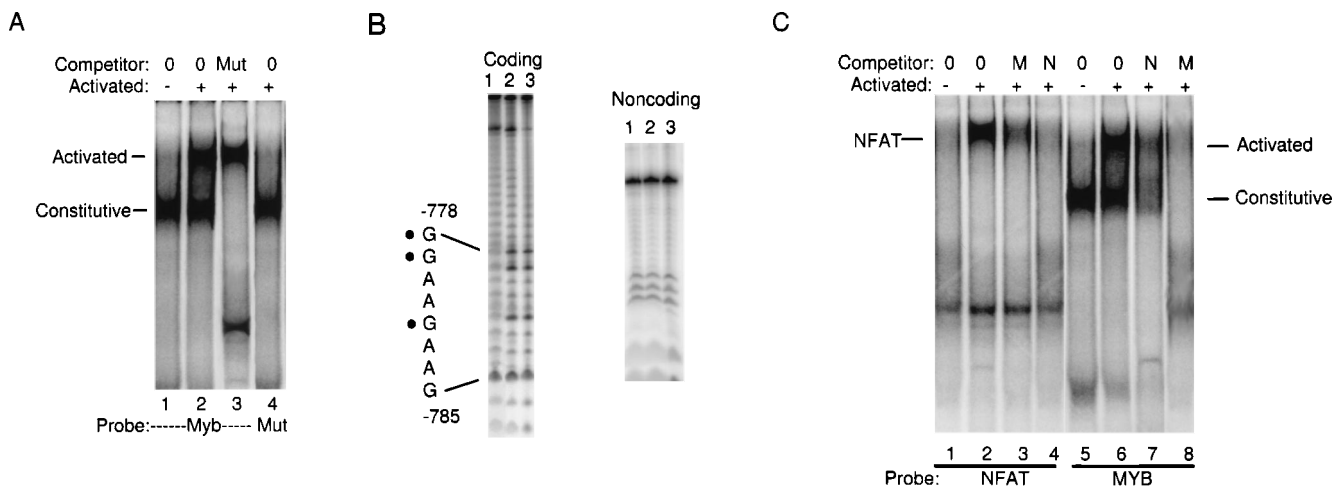 A
Competitor: 0 0 Mut 0
Activated: - + + +
Activated
Constitutive
1 2 3 4
Probe:------Myb----- Mut
B
Coding
1 2 3
-778
G
G
A
A
G
A
A
G
-785
Noncoding
1 2 3
C
Competitor: 0 0 M N 0 0 N M
Activated: - + + + - + + +
NFAT
Activated
Constitutive
1 2 3 4 5 6 7 8
Probe: NFAT MYB